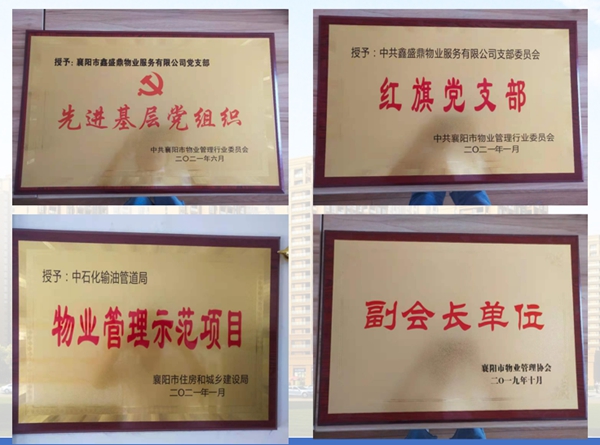 授予:襄阳市鑫盛鼎物业服务有限公司党支部
先进基层党组织
中共襄阳市物业管理行业委员会
二〇二一年六月
授予:中共鑫盛鼎物业服务有限公司支部委员会
红旗党支部
中共襄阳市物业管理行业委员会
二〇二一年一月
授予:中石化输油管道局
物业管理示范项目
襄阳市住房和城乡建设局
二〇二一年一月
副会长单位
襄阳市物业管理协会
二〇一九年十月